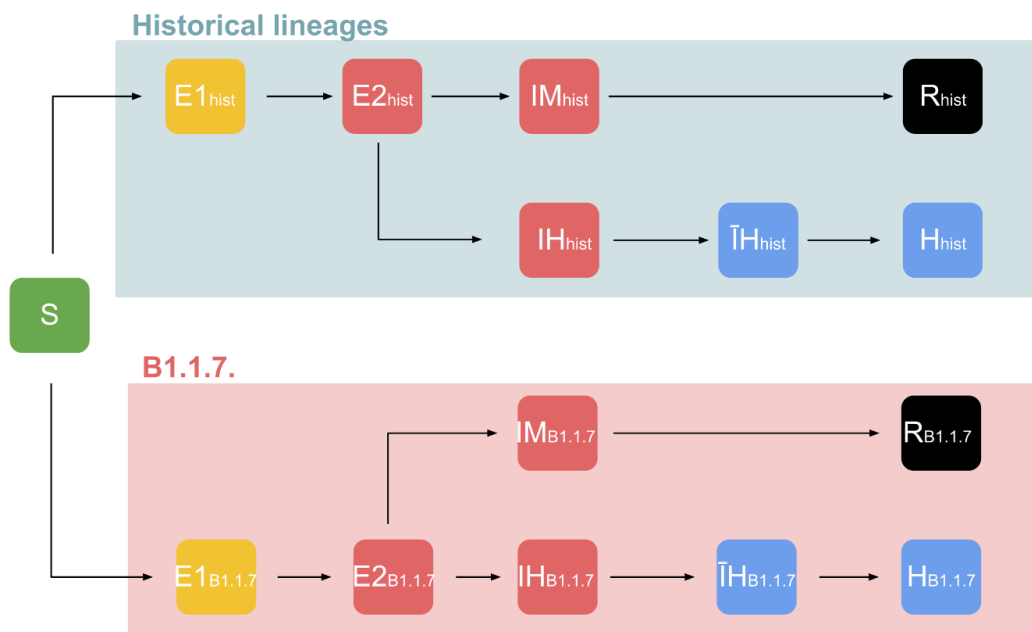 Historical lineages
E1hist
E2hist
IMhist
Rhist
IHhist
ĪHhist
Hhist
S
B1.1.7.
IMB1.1.7
RB1.1.7
E1B1.1.7
E2B1.1.7
IHB1.1.7
ĪHB1.1.7
HB1.1.7